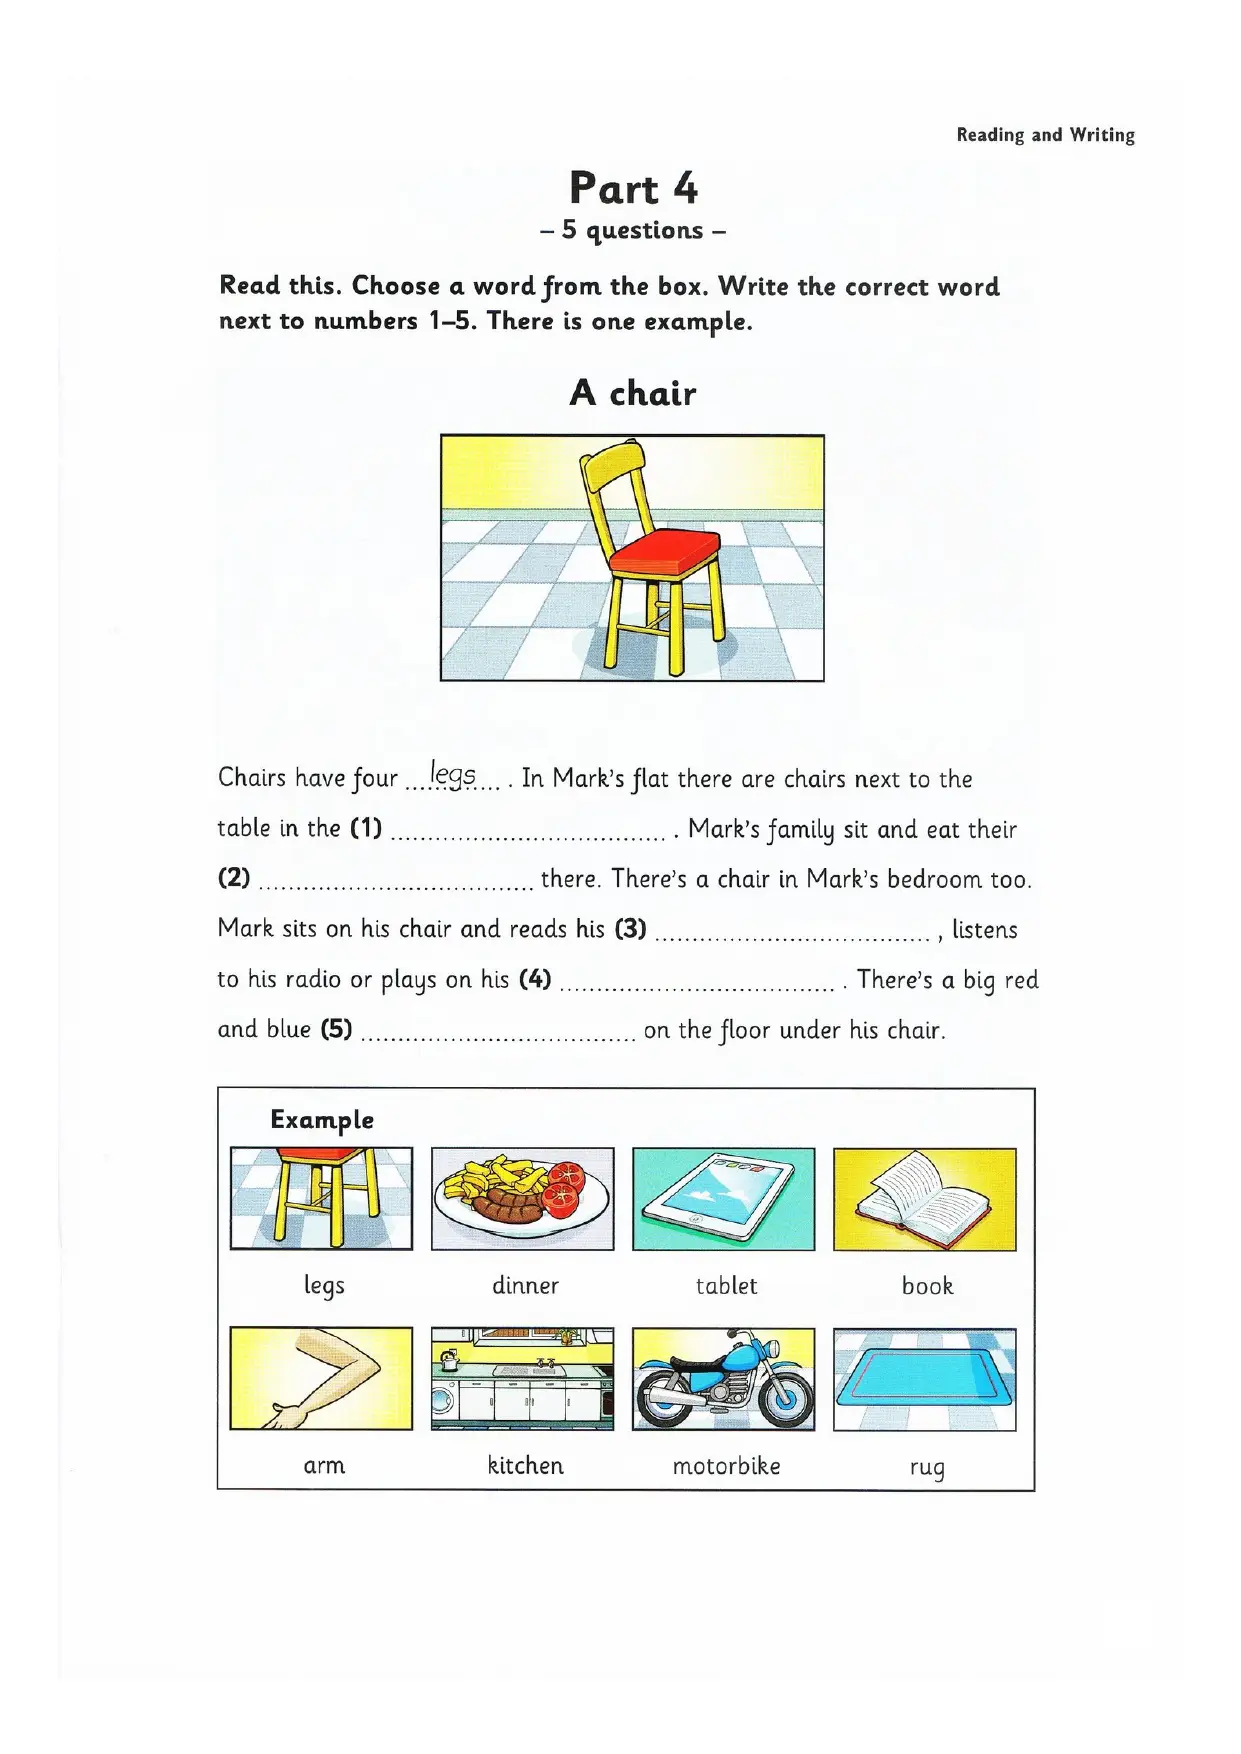 Reading and Writing
Part 4
– 5 questions –
Read this. Choose a word from the box. Write the correct word
next to numbers 1–5. There is one example.
A chair
Chairs have four ...legs.... . In Mark's flat there are chairs next to the
table in the (1) ..................................... . Mark's family sit and eat their
(2) ..................................... there. There's a chair in Mark's bedroom too.
Mark sits on his chair and reads his (3) ..................................... , listens
to his radio or plays on his (4) ..................................... . There's a big red
and blue (5) ..................................... on the floor under his chair.
Example
legs dinner tablet book
arm kitchen motorbike rug